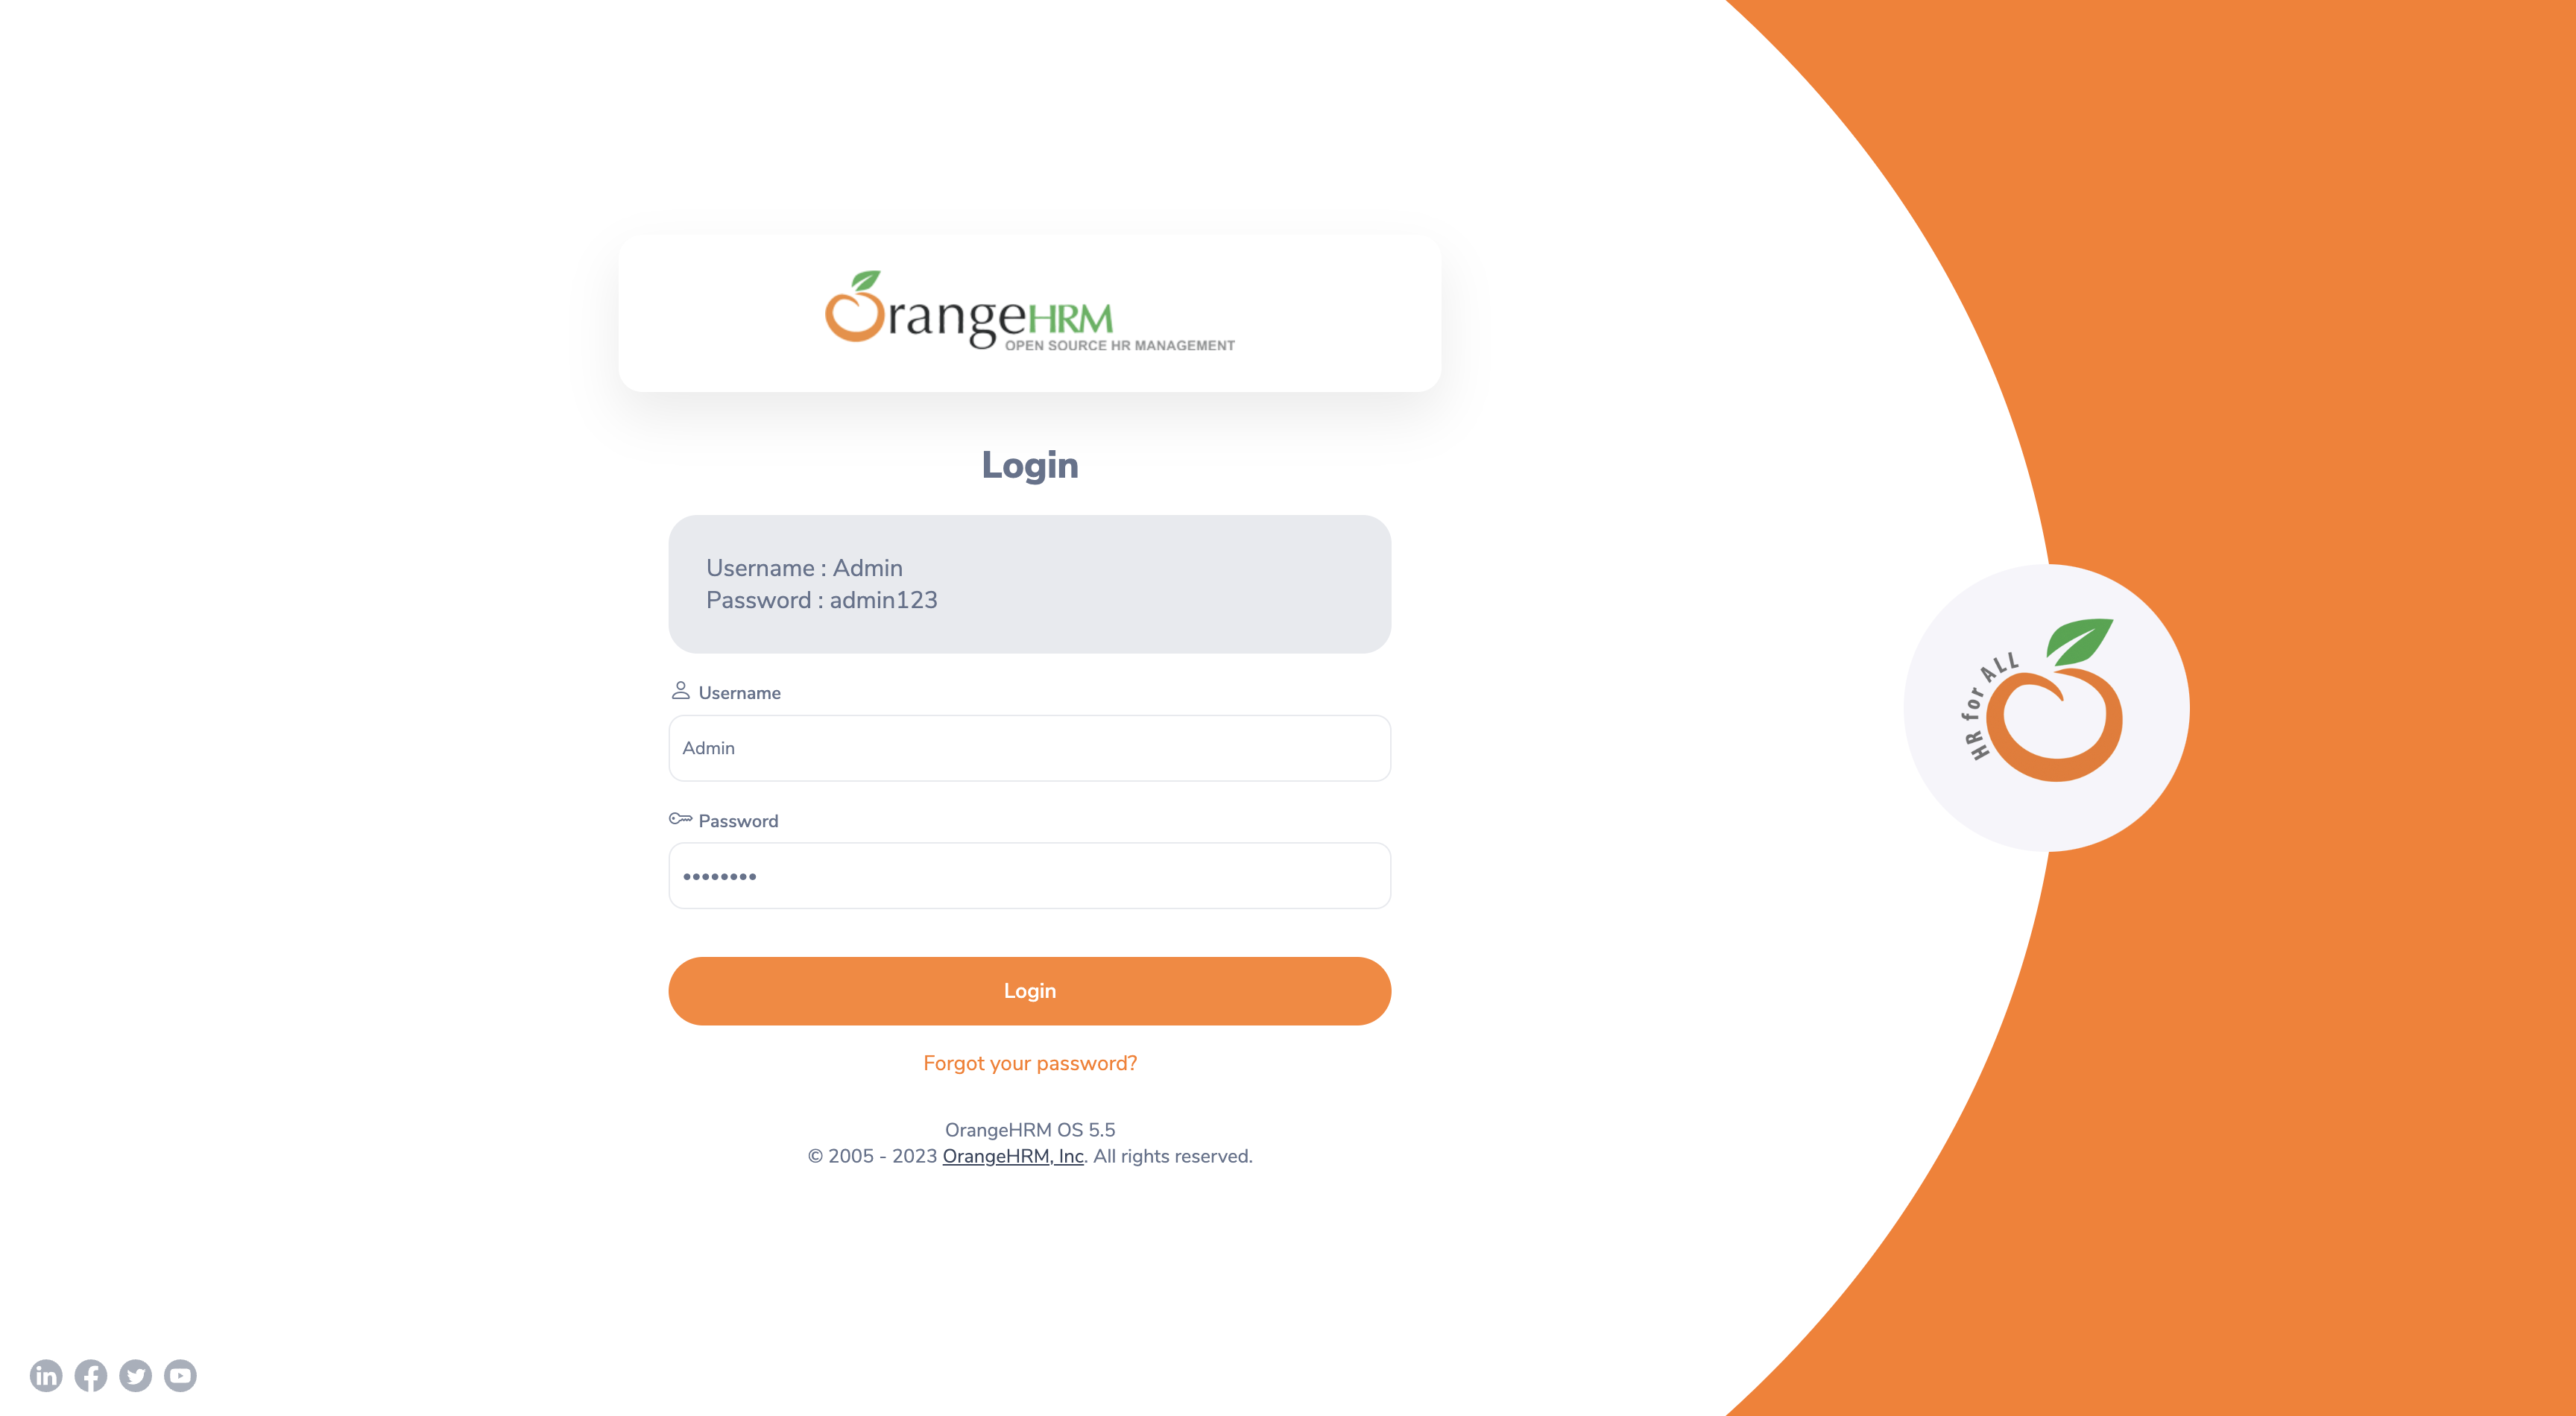 OrangeHRM
OPEN SOURCE HR MANAGEMENT
Login
Username : Admin
Password : admin123
Username
Admin
Password
••••••••
Login
Forgot your password?
OrangeHRM OS 5.5
© 2005 - 2023 OrangeHRM, Inc. All rights reserved.
HR for ALL
in